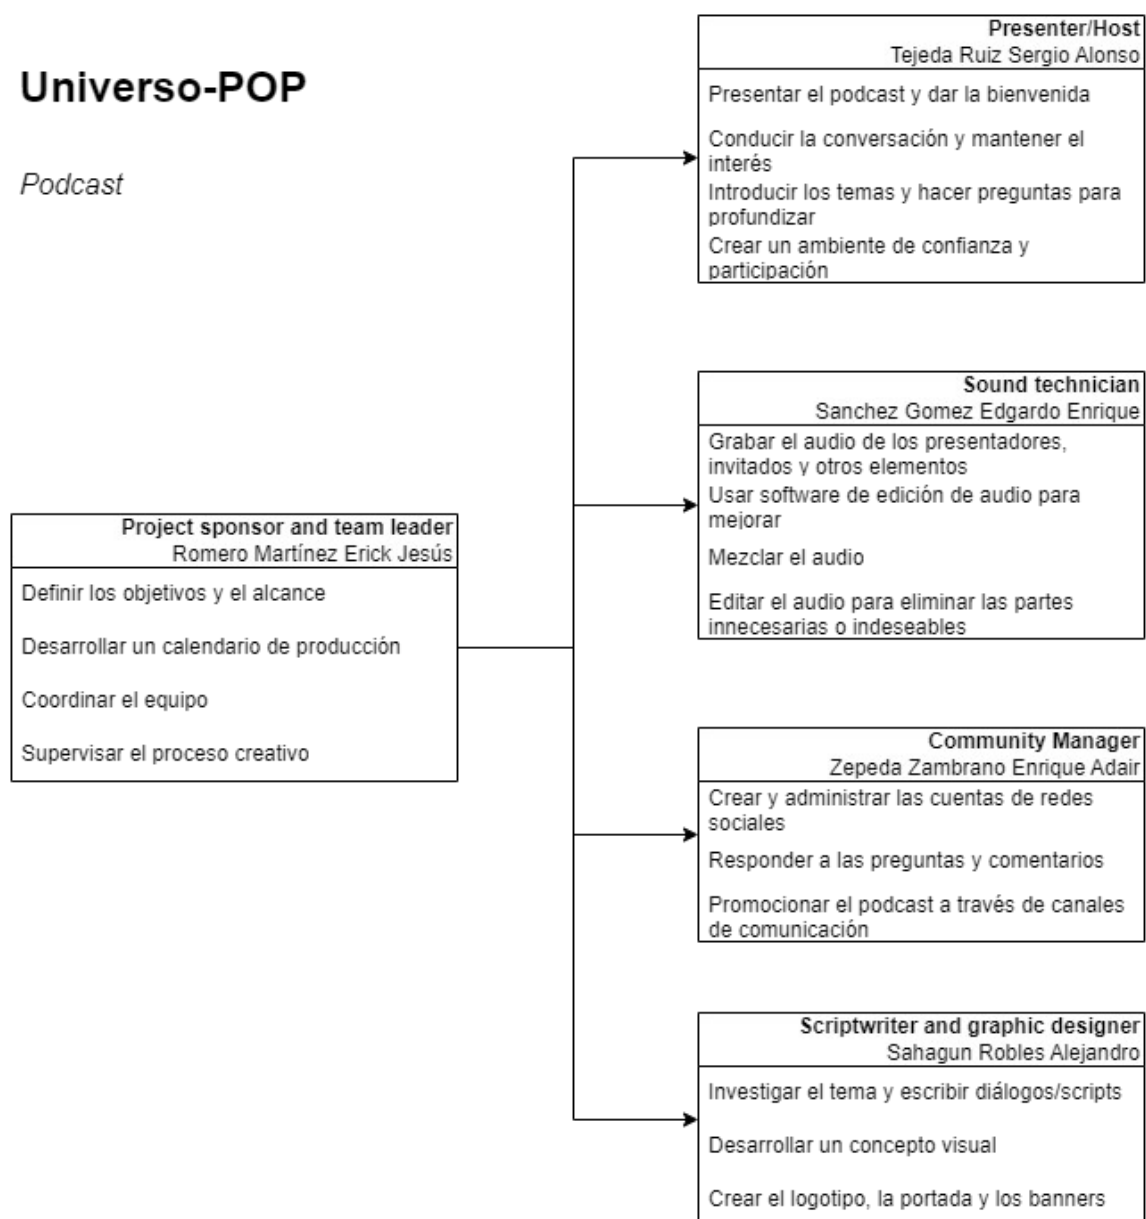 Universo-POP
Podcast
Presenter/Host
Tejeda Ruiz Sergio Alonso
Presentar el podcast y dar la bienvenida
Conducir la conversación y mantener el
interés
Introducir los temas y hacer preguntas para
profundizar
Crear un ambiente de confianza y
participación
Sound technician
Sanchez Gomez Edgardo Enrique
Grabar el audio de los presentadores,
invitados y otros elementos
Usar software de edición de audio para
mejorar
Mezclar el audio
Editar el audio para eliminar las partes
innecesarias o indeseables
Project sponsor and team leader
Romero Martínez Erick Jesús
Definir los objetivos y el alcance
Desarrollar un calendario de producción
Coordinar el equipo
Supervisar el proceso creativo
Community Manager
Zepeda Zambrano Enrique Adair
Crear y administrar las cuentas de redes
sociales
Responder a las preguntas y comentarios
Promocionar el podcast a través de canales
de comunicación
Scriptwriter and graphic designer
Sahagun Robles Alejandro
Investigar el tema y escribir diálogos/scripts
Desarrollar un concepto visual
Crear el logotipo, la portada y los banners